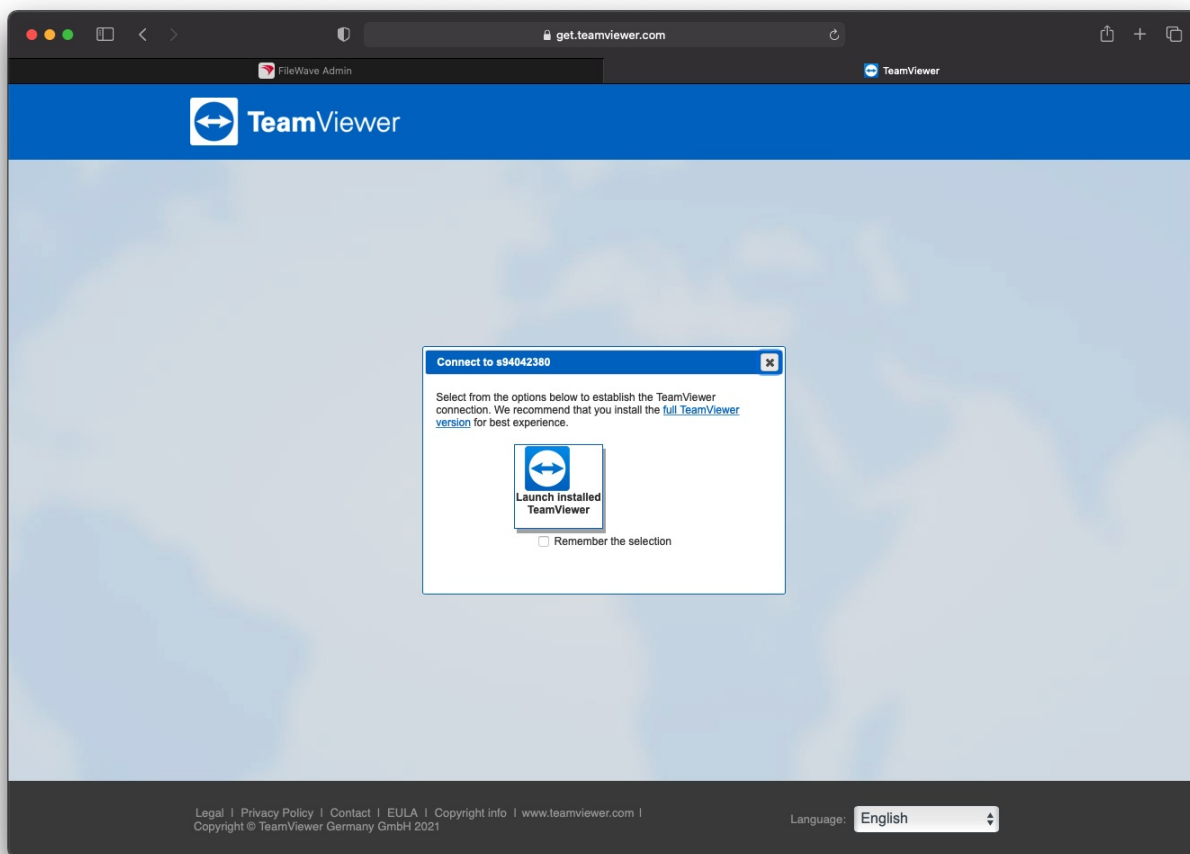 get.teamviewer.com
FileWave Admin
TeamViewer
TeamViewer
Connect to s94042380
Select from the options below to establish the TeamViewer
connection. We recommend that you install the full TeamViewer
version for best experience.
Launch installed
TeamViewer
Remember the selection
Legal | Privacy Policy | Contact | EULA | Copyright info | www.teamviewer.com |
Copyright © TeamViewer Germany GmbH 2021
Language: English